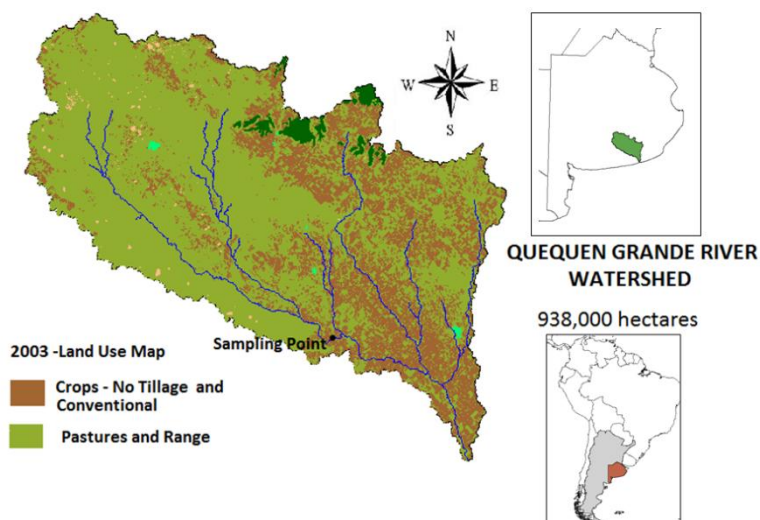 N
W E
S
QUEQUEN GRANDE RIVER
WATERSHED
938,000 hectares
Sampling Point
2003 -Land Use Map
Crops - No Tillage and
Conventional
Pastures and Range